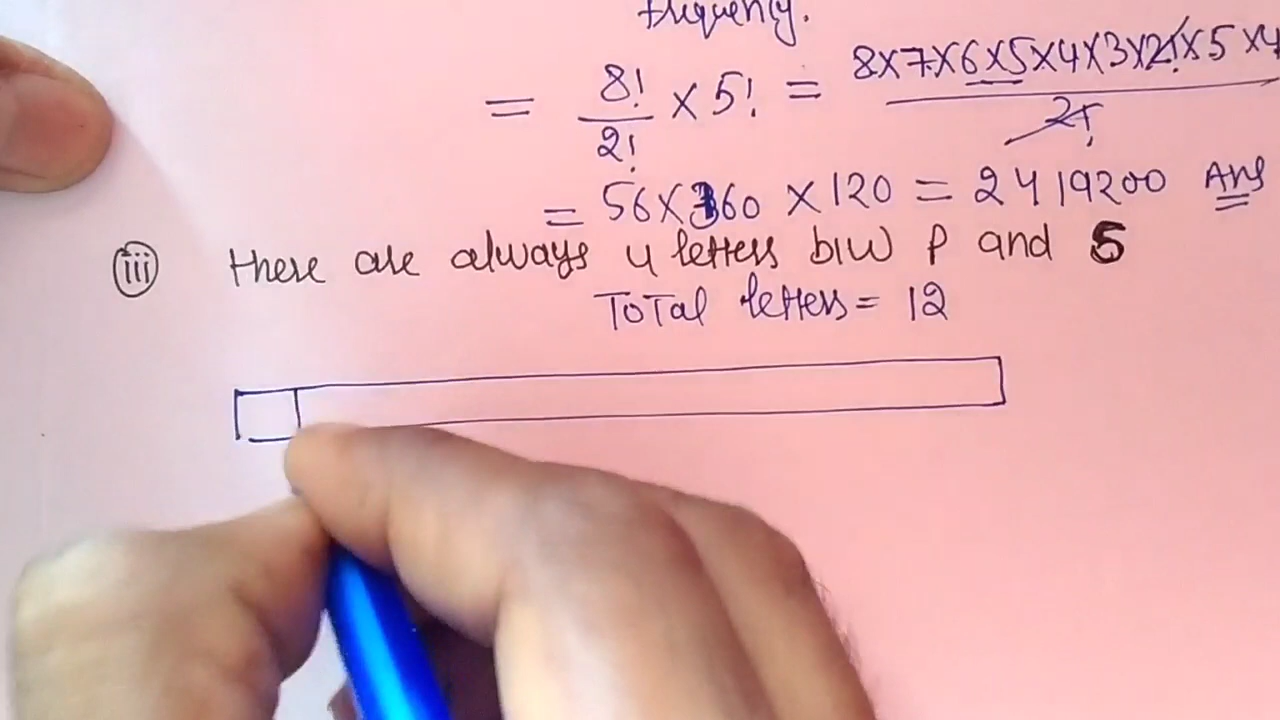 frequency.
= 8!/2! × 5! = 8×7×6×5×4×3×2!×5×4/2!
= 56×360 × 120 = 2419200 Ans
(iii) there are always 4 letters b/w P and S
Total letters = 12